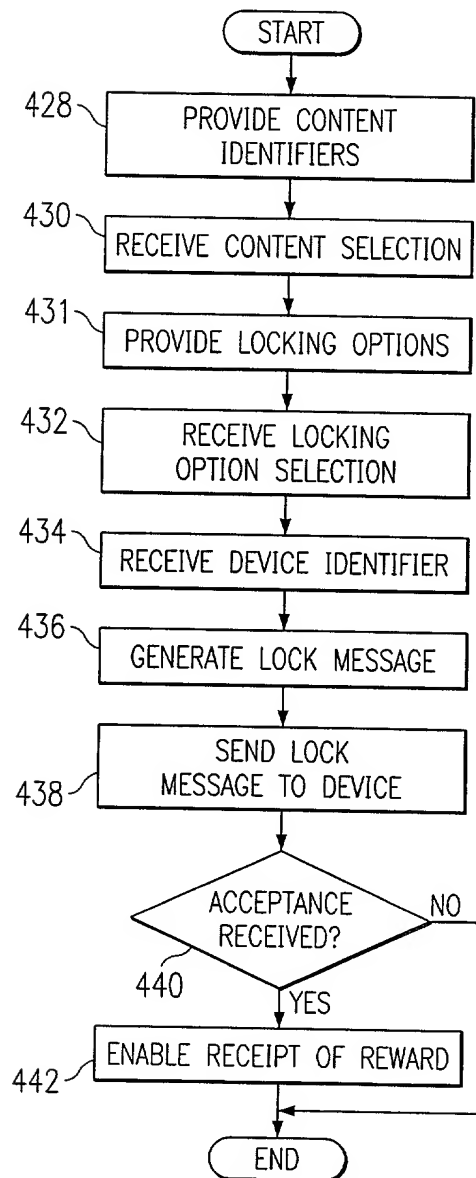 START
428
PROVIDE CONTENT
IDENTIFIERS
430
RECEIVE CONTENT SELECTION
431
PROVIDE LOCKING OPTIONS
432
RECEIVE LOCKING
OPTION SELECTION
434
RECEIVE DEVICE IDENTIFIER
436
GENERATE LOCK MESSAGE
SEND LOCK
MESSAGE TO DEVICE
438
ACCEPTANCE
RECEIVED?
NO
440
YES
ENABLE RECEIPT OF REWARD
442
END